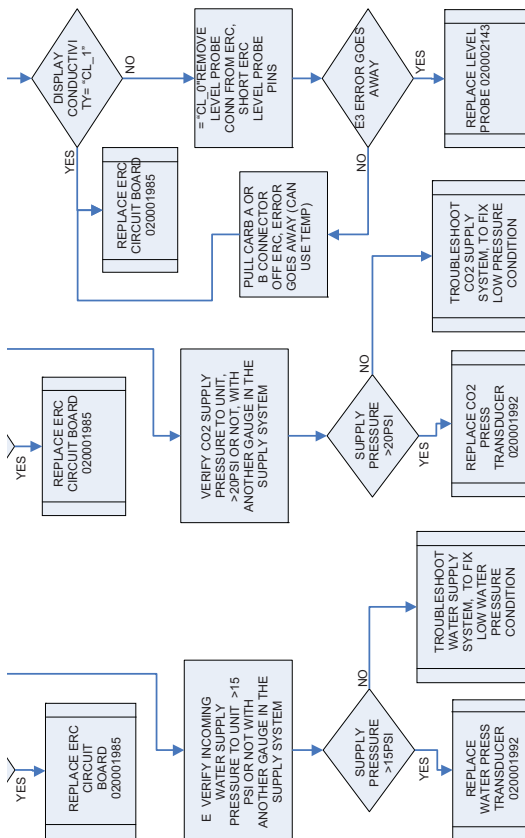 DISPLAY
CONDUCTIVI
TY= "CL_1"
NO
YES
= "CL_0"REMOVE
LEVEL PROBE
CONN FROM ERC,
SHORT ERC
LEVEL PROBE
PINS
E3 ERROR GOES
AWAY
YES
NO
REPLACE LEVEL
PROBE 020002143
REPLACE ERC
CIRCUIT BOARD
020001985
PULL CARB A OR
B CONNECTOR
OFF ERC, ERROR
GOES AWAY (CAN
USE TEMP)
YES
REPLACE ERC
CIRCUIT BOARD
020001985
VERIFY CO2 SUPPLY
PRESSURE TO UNIT,
>20PSI OR NOT, WITH
ANOTHER GAUGE IN THE
SUPPLY SYSTEM
SUPPLY
PRESSURE
>20PSI
NO
YES
TROUBLESHOOT
CO2 SUPPLY
SYSTEM, TO FIX
LOW PRESSURE
CONDITION
REPLACE CO2
PRESS
TRANSDUCER
020001992
YES
REPLACE ERC
CIRCUIT
BOARD
020001985
E VERIFY INCOMING
WATER SUPPLY
PRESSURE TO UNIT >15
PSI OR NOT WITH
ANOTHER GAUGE IN THE
SUPPLY SYSTEM
SUPPLY
PRESSURE
>15PSI
NO
YES
TROUBLESHOOT
WATER SUPPLY
SYSTEM, TO FIX
LOW WATER
PRESSURE
CONDITION
REPLACE
WATER PRESS
TRANSDUCER
020001992